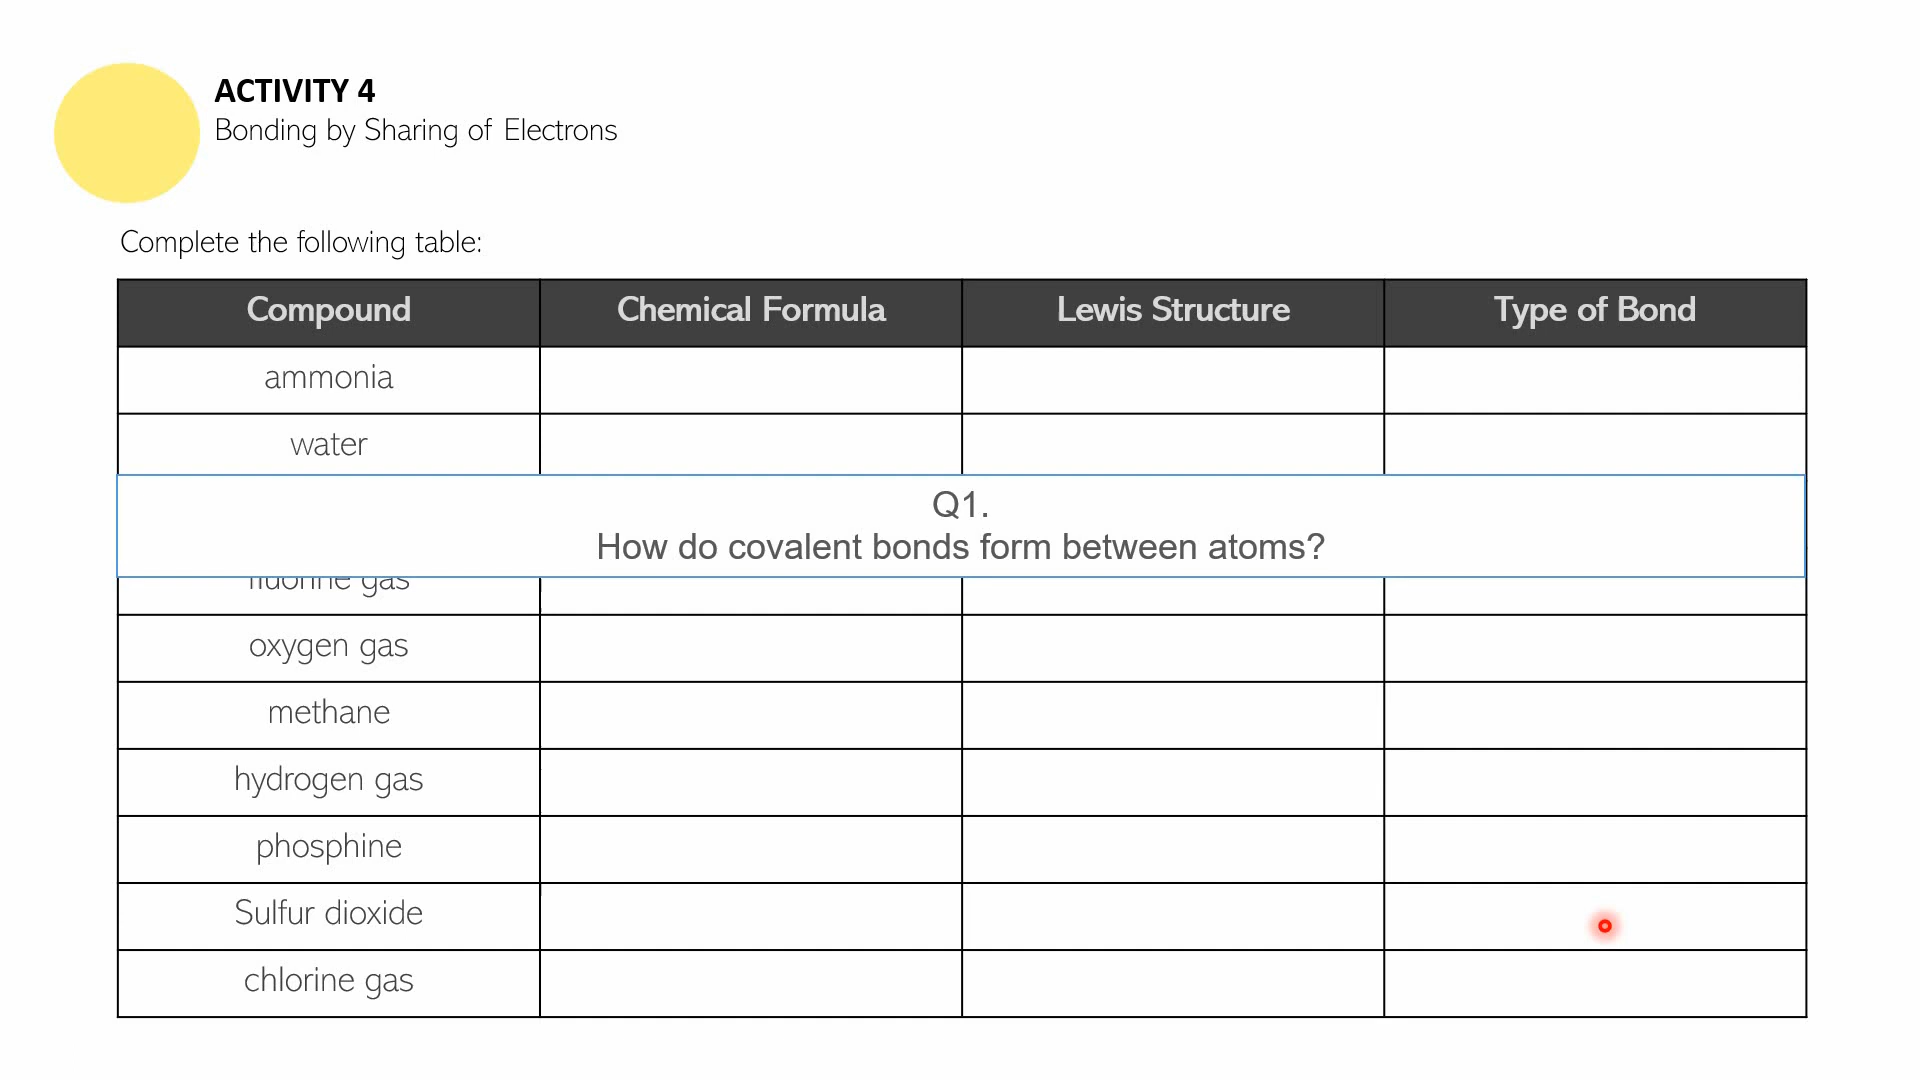 ACTIVITY 4
Bonding by Sharing of Electrons
Complete the following table:
Compound Chemical Formula Lewis Structure Type of Bond
ammonia
water
Q1.
How do covalent bonds form between atoms?
fluorine gas
oxygen gas
methane
hydrogen gas
phosphine
Sulfur dioxide
chlorine gas